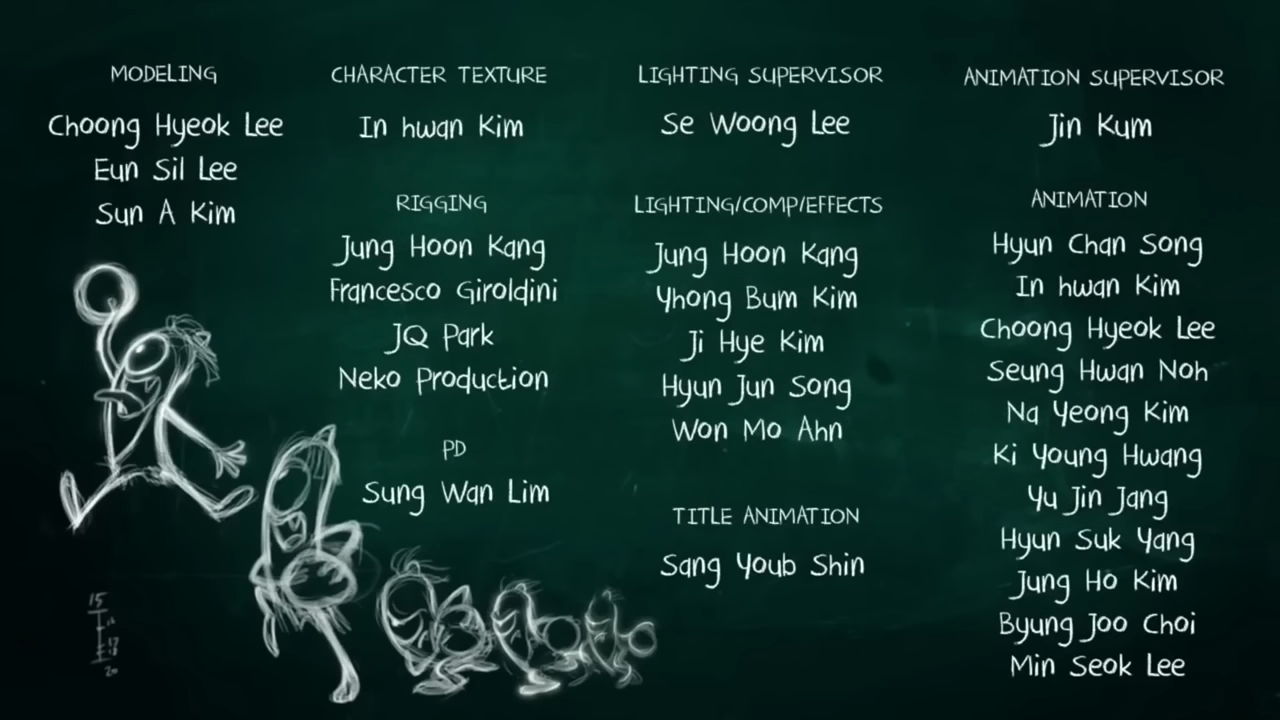 MODELING
Choong Hyeok Lee
Eun Sil Lee
Sun A Kim
CHARACTER TEXTURE
In hwan Kim
RIGGING
Jung Hoon Kang
Francesco Giroldini
JQ Park
Neko Production
PD
Sung Wan Lim
LIGHTING SUPERVISOR
Se Woong Lee
LIGHTING/COMP/EFFECTS
Jung Hoon Kang
Yhong Bum Kim
Ji Hye Kim
Hyun Jun Song
Won Mo Ahn
TITLE ANIMATION
Sang Youb Shin
ANIMATION SUPERVISOR
Jin Kum
ANIMATION
Hyun Chan Song
In hwan Kim
Choong Hyeok Lee
Seung Hwan Noh
Na Yeong Kim
Ki Young Hwang
Yu Jin Jang
Hyun Suk Yang
Jung Ho Kim
Byung Joo Choi
Min Seok Lee
15
20